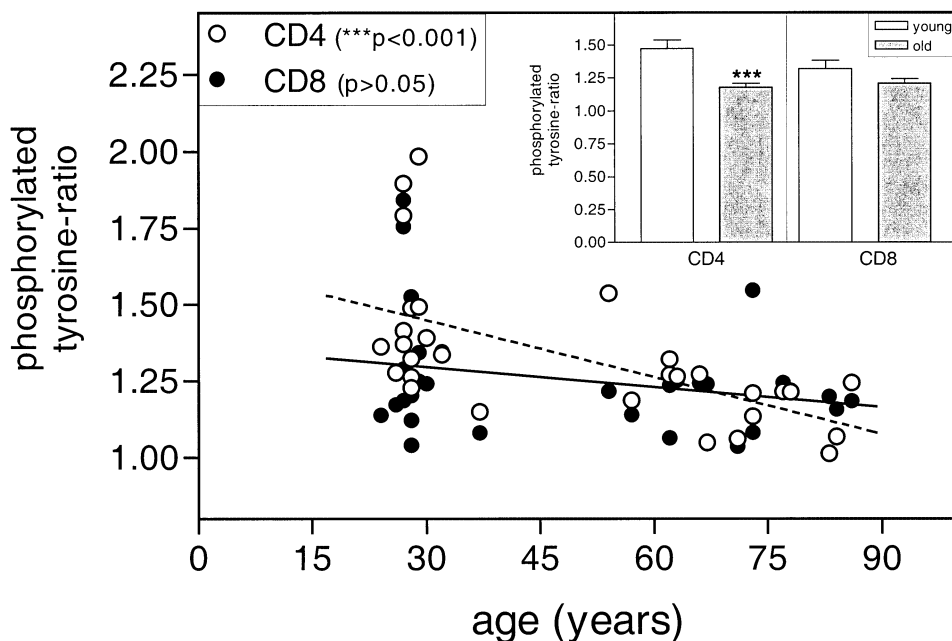 CD4 (***p<0.001)
CD8 (p>0.05)
phosphorylated
tyrosine-ratio
2.25
2.00
1.75
1.50
1.25
1.00
0
15
30
45
60
75
90
age (years)
young
old
phosphorylated
tyrosine-ratio
1.50
1.25
1.00
0.75
0.50
0.25
0.00
***
CD4
CD8